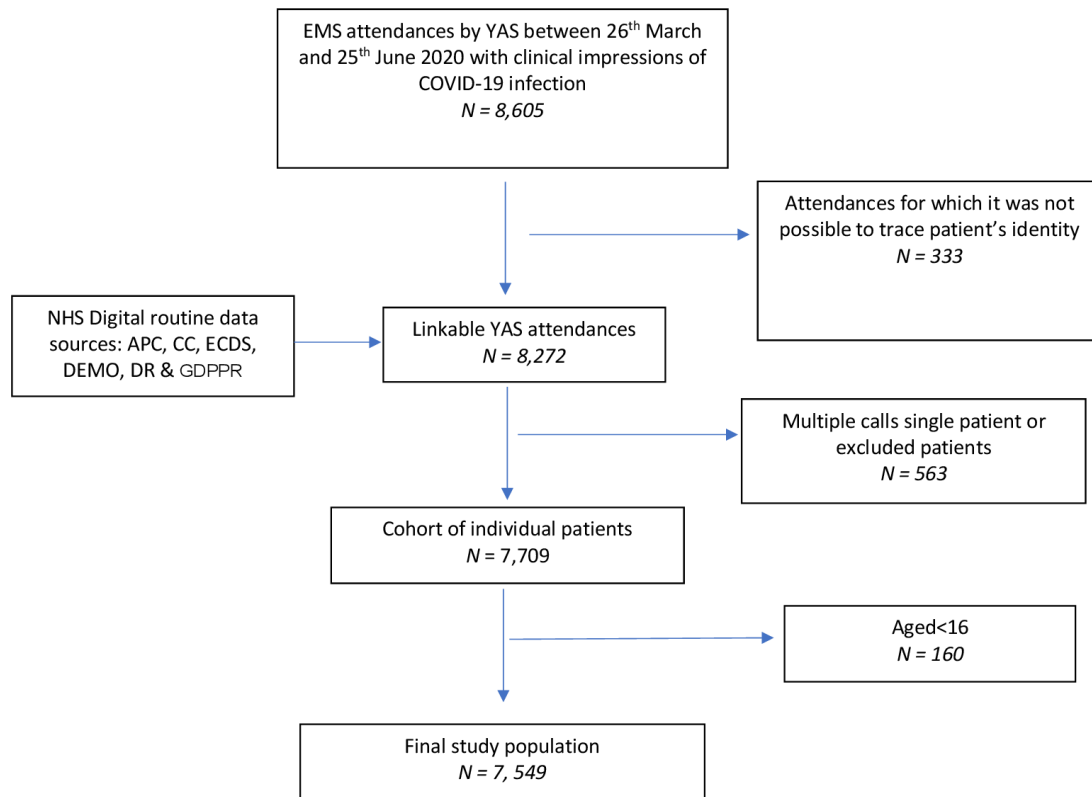 EMS attendances by YAS between 26th March
and 25th June 2020 with clinical impressions of
COVID-19 infection
N = 8,605
Attendances for which it was not
possible to trace patient’s identity
N = 333
NHS Digital routine data
sources: APC, CC, ECDS,
DEMO, DR & GDPPR
Linkable YAS attendances
N = 8,272
Multiple calls single patient or
excluded patients
N = 563
Cohort of individual patients
N = 7,709
Aged<16
N = 160
Final study population
N = 7, 549